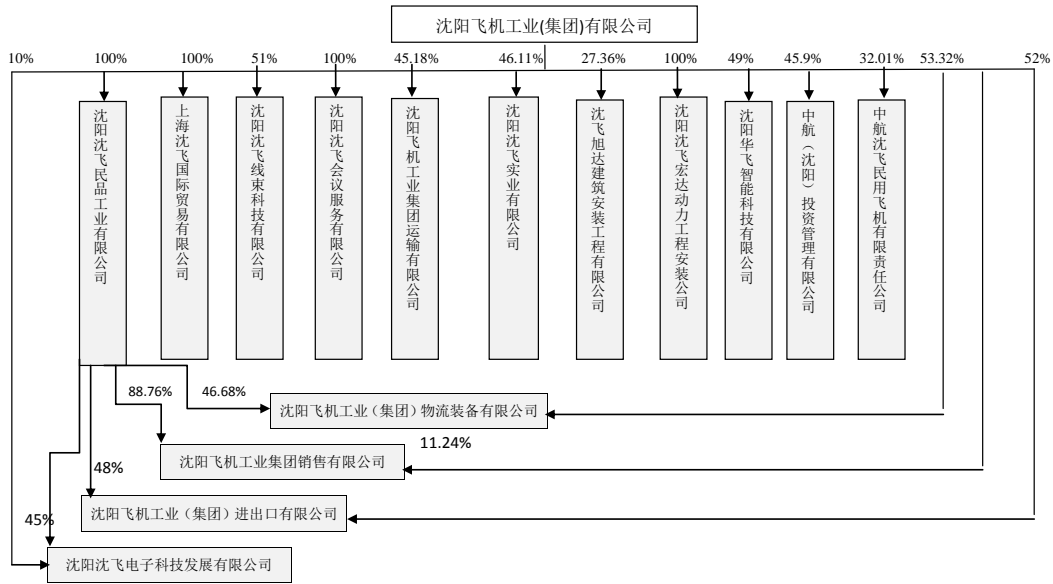 沈阳飞机工业(集团)有限公司
10%
100%
100%
51%
100%
45.18%
46.11%
27.36%
100%
49%
45.9%
32.01%
53.32%
52%
沈阳沈飞民品工业有限公司
上海沈飞国际贸易有限公司
沈阳沈飞线束科技有限公司
沈阳沈飞会议服务有限公司
沈阳飞机工业集团运输有限公司
沈阳沈飞实业有限公司
沈飞旭达建筑安装工程有限公司
沈阳沈飞宏达动力工程安装公司
沈阳华飞智能科技有限公司
中航（沈阳）投资管理有限公司
中航沈飞民用飞机有限责任公司
88.76%
46.68%
沈阳飞机工业（集团）物流装备有限公司
11.24%
沈阳飞机工业集团销售有限公司
48%
沈阳飞机工业（集团）进出口有限公司
45%
沈阳沈飞电子科技发展有限公司